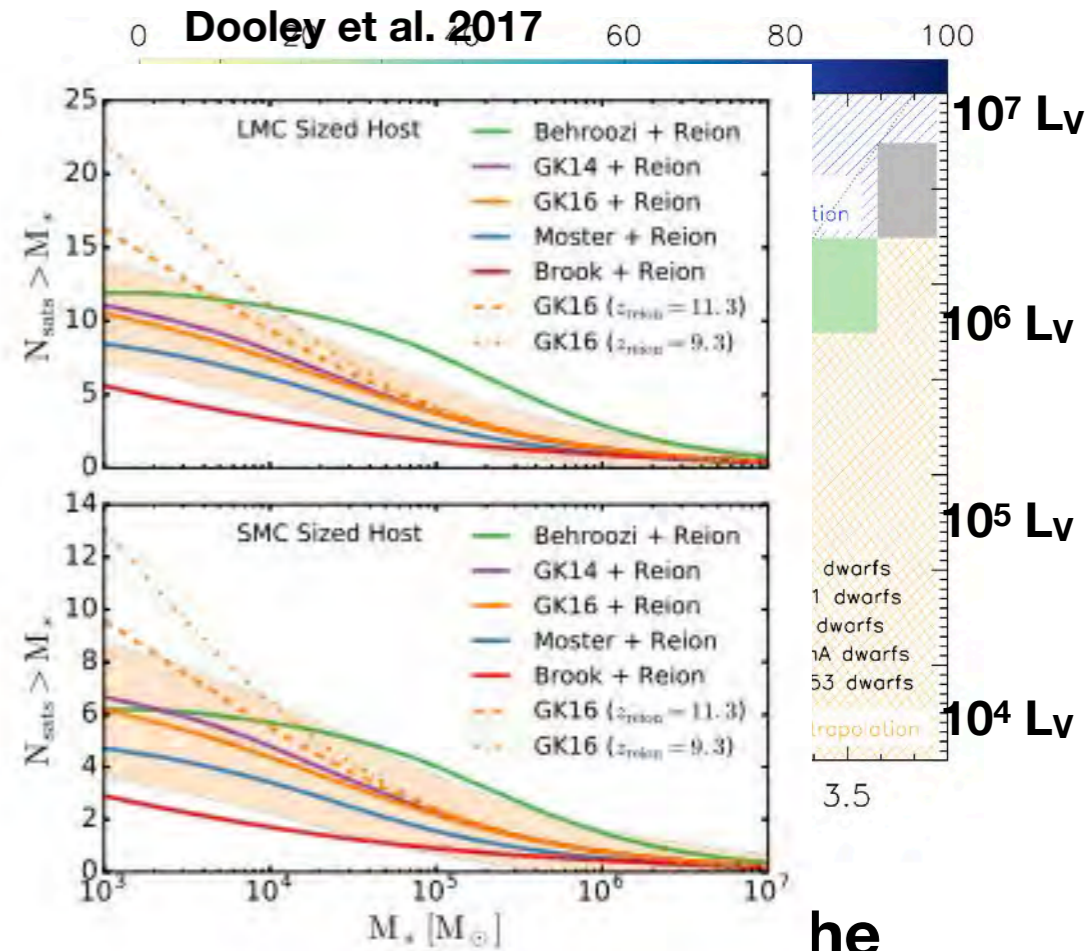 0 20 40 60 80 100
Dooley et al. 2017
10⁷ L_V
25
20
15
10
5
0
N_sats > M_*
LMC Sized Host
Behroozi + Reion
GK14 + Reion
GK16 + Reion
Moster + Reion
Brook + Reion
GK16 (z_reion = 11.3)
GK16 (z_reion = 9.3)
tion
10⁶ L_V
14
12
10
8
6
4
2
0
N_sats > M_*
SMC Sized Host
Behroozi + Reion
GK14 + Reion
GK16 + Reion
Moster + Reion
Brook + Reion
GK16 (z_reion = 11.3)
GK16 (z_reion = 9.3)
10⁵ L_V
dwarfs
1 dwarfs
dwarfs
nA dwarfs
53 dwarfs
10⁴ L_V
trapolation
3.5
10³ 10⁴ 10⁵ 10⁶ 10⁷
M_* [M_⊙]
he